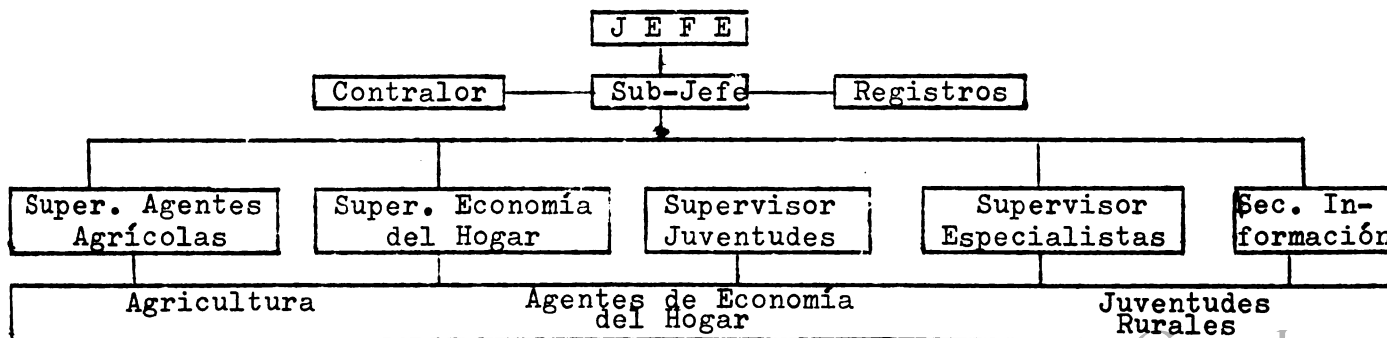 J E F E
Contralor
Sub-Jefe
Registros
Super. Agentes
Agrícolas
Super. Economía
del Hogar
Supervisor
Juventudes
Supervisor
Especialistas
Sec. In-
formación
Agricultura
Agentes de Economía
del Hogar
Juventudes
Rurales